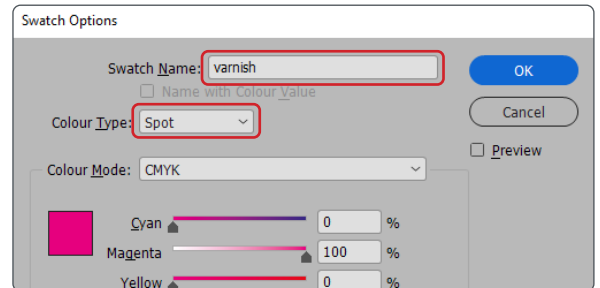 Swatch Options
Swatch Name: varnish
OK
Name with Colour Value
Colour Type: Spot
Cancel
Preview
Colour Mode: CMYK
Cyan 0 %
Magenta 100 %
Yellow 0 %